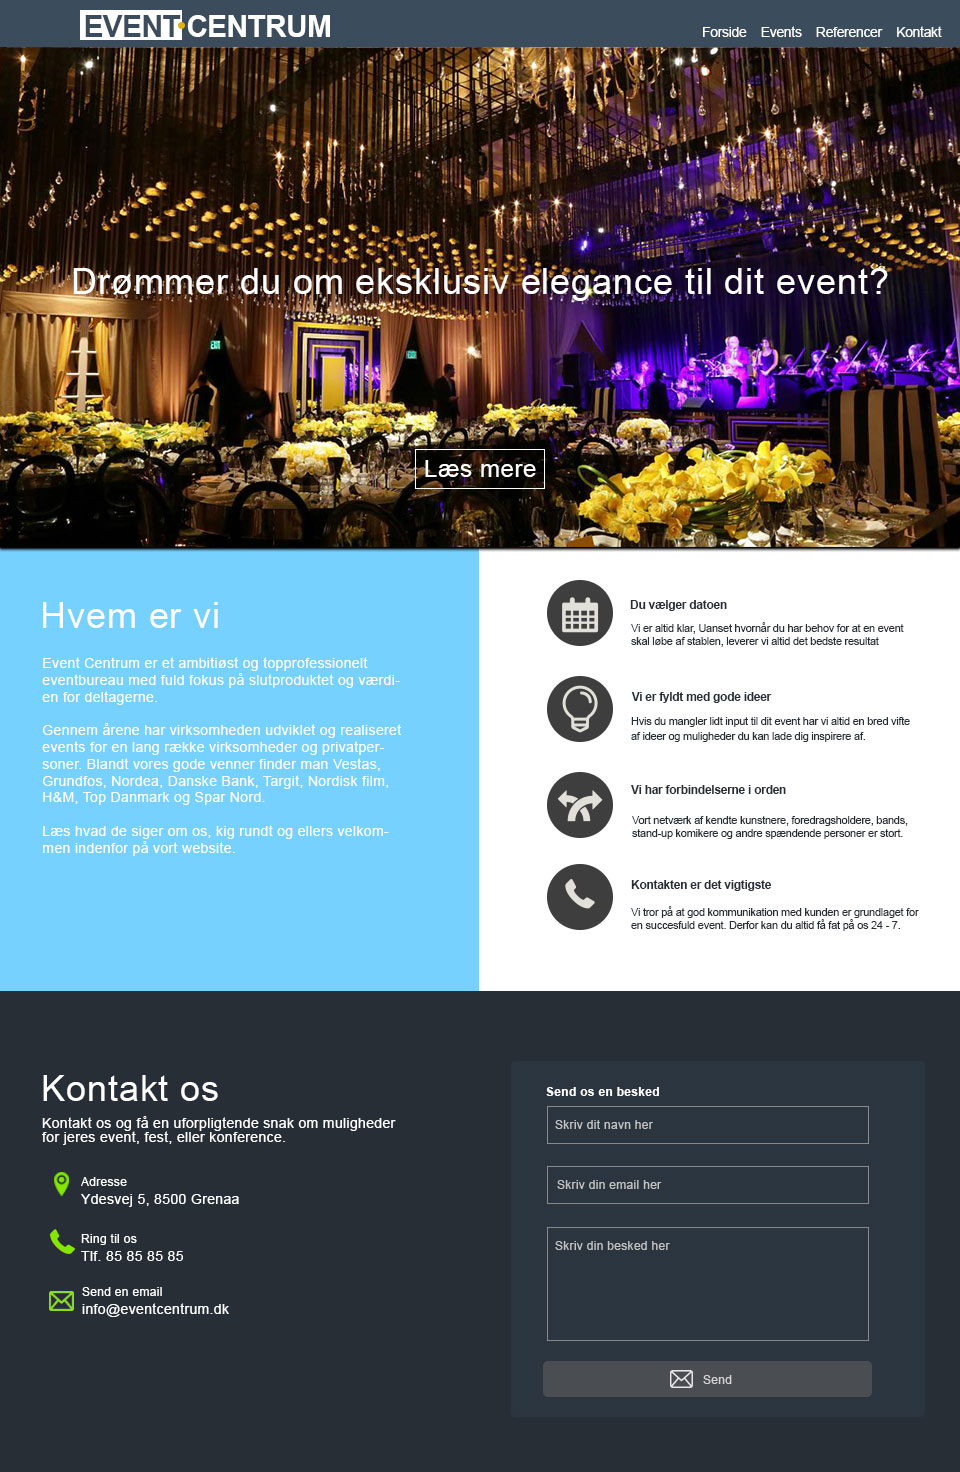 EVENT CENTRUM
Forside Events Referencer Kontakt
Drømmer du om eksklusiv elegance til dit event?
Læs mere
Hvem er vi
Event Centrum er et ambitiøst og topprofessionelt
eventbureau med fuld fokus på slutproduktet og værdi-
en for deltagerne.
Gennem årene har virksomheden udviklet og realiseret
events for en lang række virksomheder og privatper-
soner. Blandt vores gode venner finder man Vestas,
Grundfos, Nordea, Danske Bank, Targit, Nordisk film,
H&M, Top Danmark og Spar Nord.
Læs hvad de siger om os, kig rundt og ellers velkom-
men indenfor på vort website.
Du vælger datoen
Vi er altid klar, Uanset hvornår du har behov for at en event
skal løbe af stablen, leverer vi altid det bedste resultat
Vi er fyldt med gode ideer
Hvis du mangler lidt input til dit event har vi altid en bred vifte
af ideer og muligheder du kan lade dig inspirere af.
Vi har forbindelserne i orden
Vort netværk af kendte kunstnere, foredragsholdere, bands,
stand-up komikere og andre spændende personer er stort.
Kontakten er det vigtigste
Vi tror på at god kommunikation med kunden er grundlaget for
en succesfuld event. Derfor kan du altid få fat på os 24 - 7.
Kontakt os
Kontakt os og få en uforpligtende snak om muligheder
for jeres event, fest, eller konference.
Adresse
Ydesvej 5, 8500 Grenaa
Ring til os
Tlf. 85 85 85 85
Send en email
info@eventcentrum.dk
Send os en besked
Skriv dit navn her
Skriv din email her
Skriv din besked her
Send